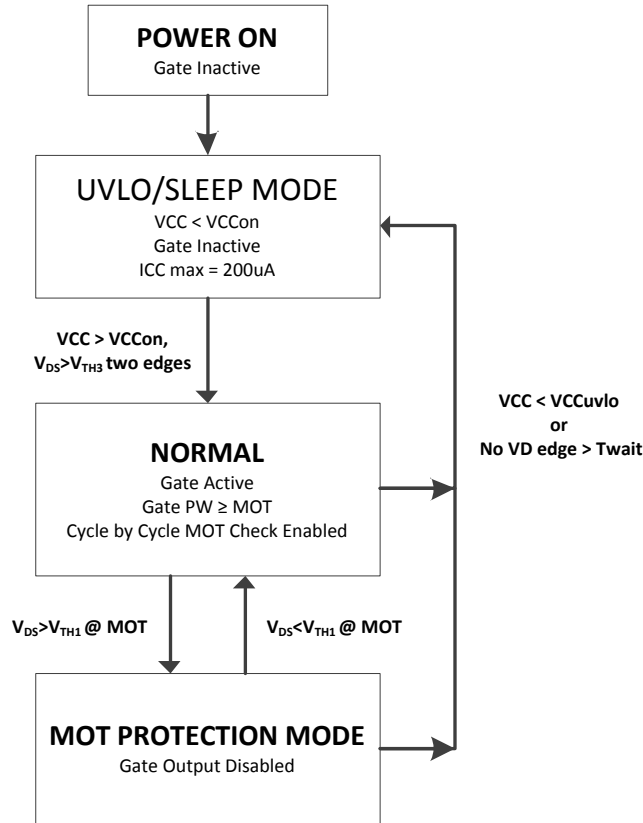 POWER ON
Gate Inactive
UVLO/SLEEP MODE
VCC < VCCon
Gate Inactive
ICC max = 200uA
VCC > VCCon,
VDS>VTH3 two edges
VCC < VCCuvlo
or
No VD edge > Twait
NORMAL
Gate Active
Gate PW ≥ MOT
Cycle by Cycle MOT Check Enabled
VDS>VTH1 @ MOT
VDS<VTH1 @ MOT
MOT PROTECTION MODE
Gate Output Disabled